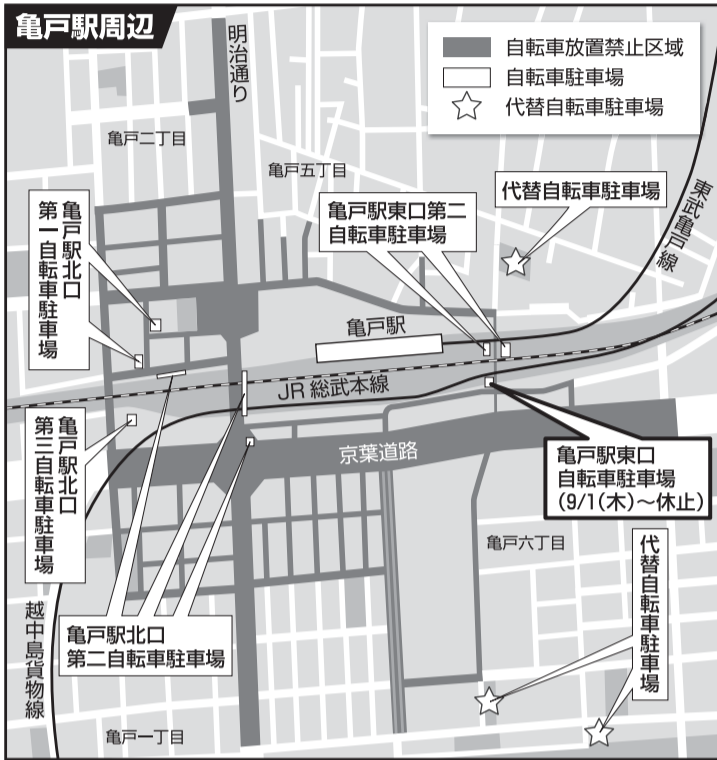 亀戸駅周辺
自転車放置禁止区域
自転車駐車場
代替自転車駐車場
明治通り
亀戸二丁目
亀戸五丁目
代替自転車駐車場
東武亀戸線
亀戸駅東口第二
自転車駐車場
亀戸駅北口
第一自転車駐車場
亀戸駅
JR総武本線
亀戸駅北口
第三自転車駐車場
京葉道路
亀戸駅東口
自転車駐車場
(9/1(木)～休止)
亀戸六丁目
代替自転車駐車場
亀戸駅北口
第二自転車駐車場
越中島貨物線
亀戸一丁目